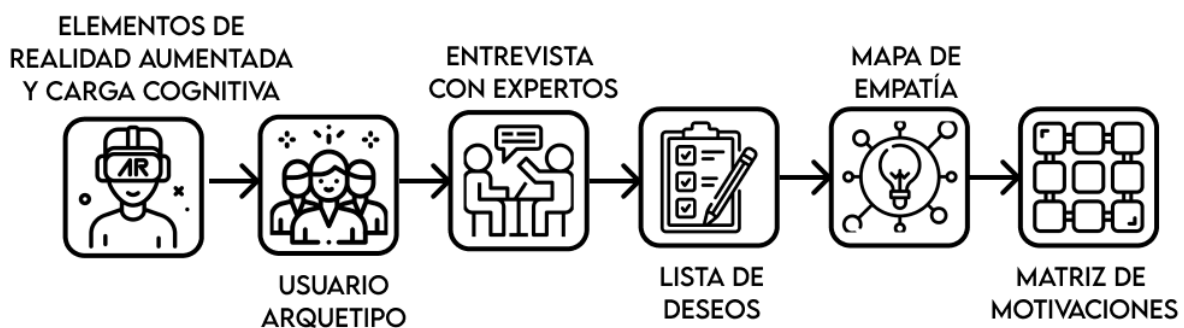 ELEMENTOS DE
REALIDAD AUMENTADA
Y CARGA COGNITIVA
AR
USUARIO
ARQUETIPO
ENTREVISTA
CON EXPERTOS
LISTA DE
DESEOS
MAPA DE
EMPATÍA
MATRIZ DE
MOTIVACIONES